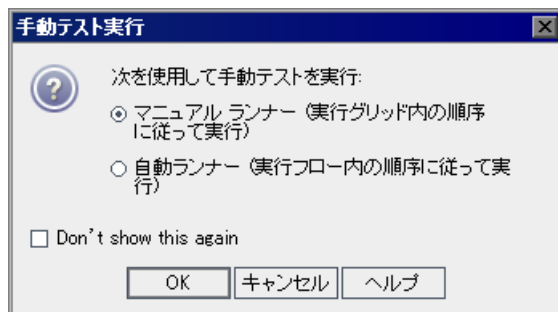 手動テスト実行
次を使用して手動テストを実行:
マニュアル ランナー (実行グリッド内の順序
に従って実行)
自動ランナー (実行フロー内の順序に従って実
行)
Don't show this again
OK キャンセル ヘルプ